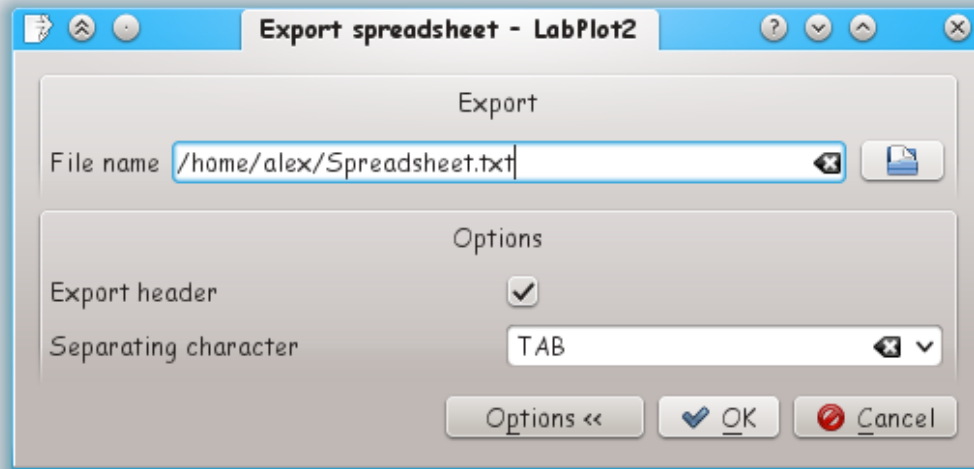 Export spreadsheet - LabPlot2
Export
File name /home/alex/Spreadsheet.txt
Options
Export header
Separating character TAB
Options << OK Cancel